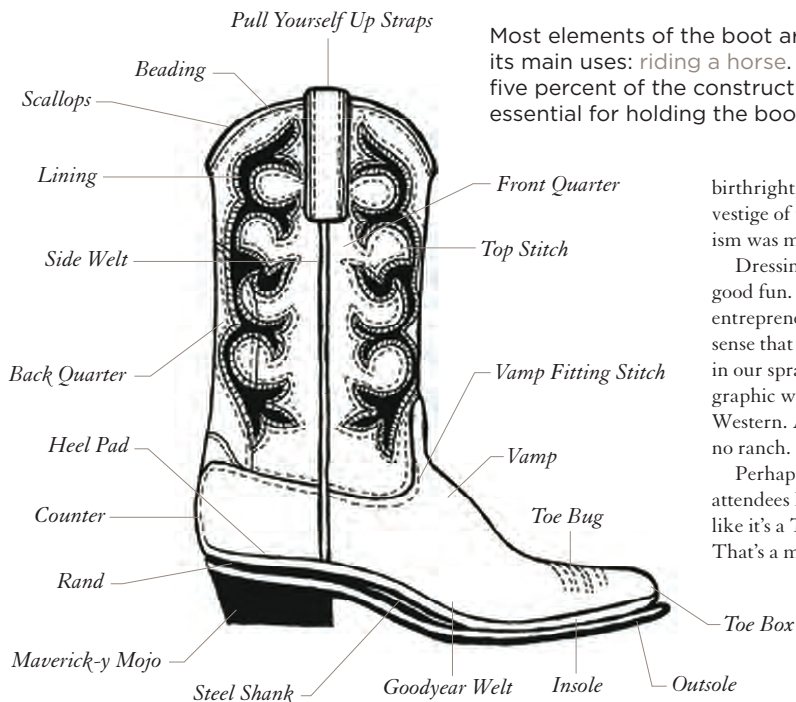 Pull Yourself Up Straps
Beading
Scallops
Lining
Side Welt
Back Quarter
Heel Pad
Counter
Rand
Maverick-y Mojo
Steel Shank
Goodyear Welt
Insole
Outsole
Toe Box
Toe Bug
Vamp
Vamp Fitting Stitch
Top Stitch
Front Quarter
Most elements of the boot ar
its main uses: riding a horse.
five percent of the construct
essential for holding the boo
birthright
vestige of
ism was m
Dressin
good fun.
entreprene
sense that
in our spra
graphic w
Western. A
no ranch.
Perhap
attendees
like it's a T
That's a m